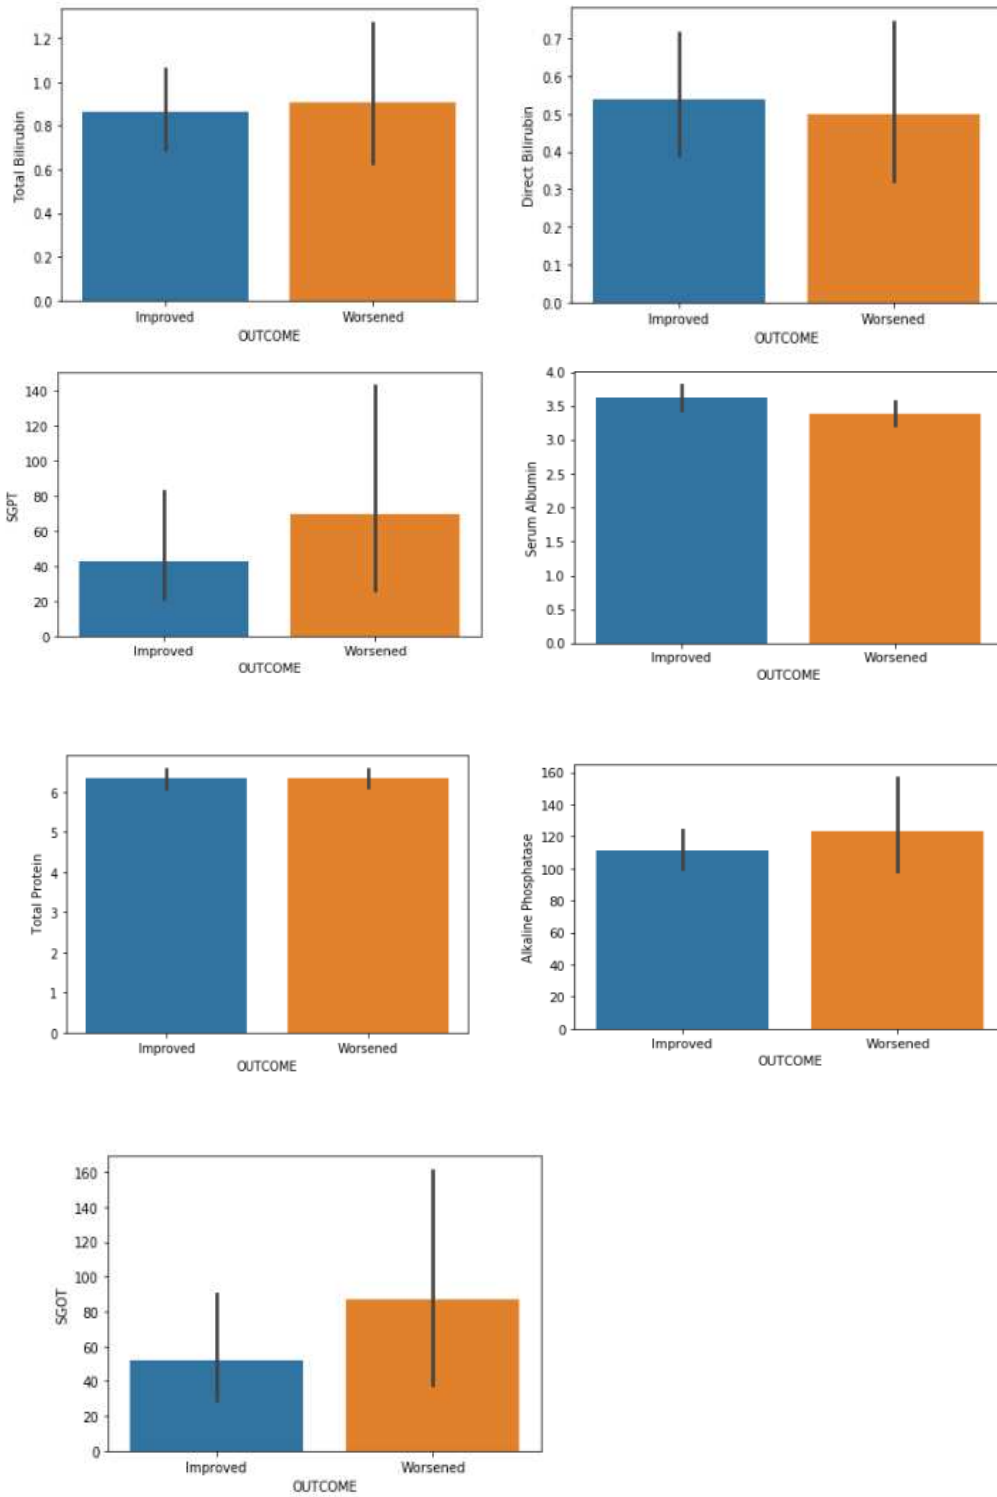 Total Bilirubin
1.2
1.0
0.8
0.6
0.4
0.2
0.0
Improved Worsened
OUTCOME
Direct Bilirubin
0.7
0.6
0.5
0.4
0.3
0.2
0.1
0.0
Improved Worsened
OUTCOME
SGPT
140
120
100
80
60
40
20
0
Improved Worsened
OUTCOME
Serum Albumin
4.0
3.5
3.0
2.5
2.0
1.5
1.0
0.5
0.0
Improved Worsened
OUTCOME
Total Protein
6
5
4
3
2
1
0
Improved Worsened
OUTCOME
Alkaline Phosphatase
160
140
120
100
80
60
40
20
0
Improved Worsened
OUTCOME
SGOT
160
140
120
100
80
60
40
20
0
Improved Worsened
OUTCOME